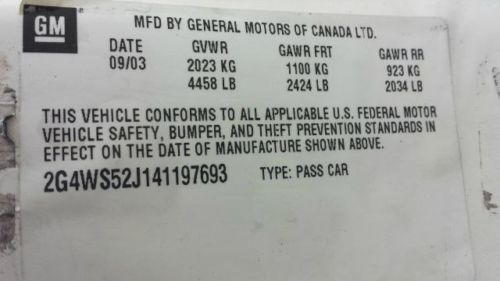 GM
MFD BY GENERAL MOTORS OF CANADA LTD.
DATE GVWR GAWR FRT GAWR RR
09/03 2023 KG 1100 KG 923 KG
4458 LB 2424 LB 2034 LB
THIS VEHICLE CONFORMS TO ALL APPLICABLE U.S. FEDERAL MOTOR
VEHICLE SAFETY, BUMPER, AND THEFT PREVENTION STANDARDS IN
EFFECT ON THE DATE OF MANUFACTURE SHOWN ABOVE.
2G4WS52J141197693 TYPE: PASS CAR